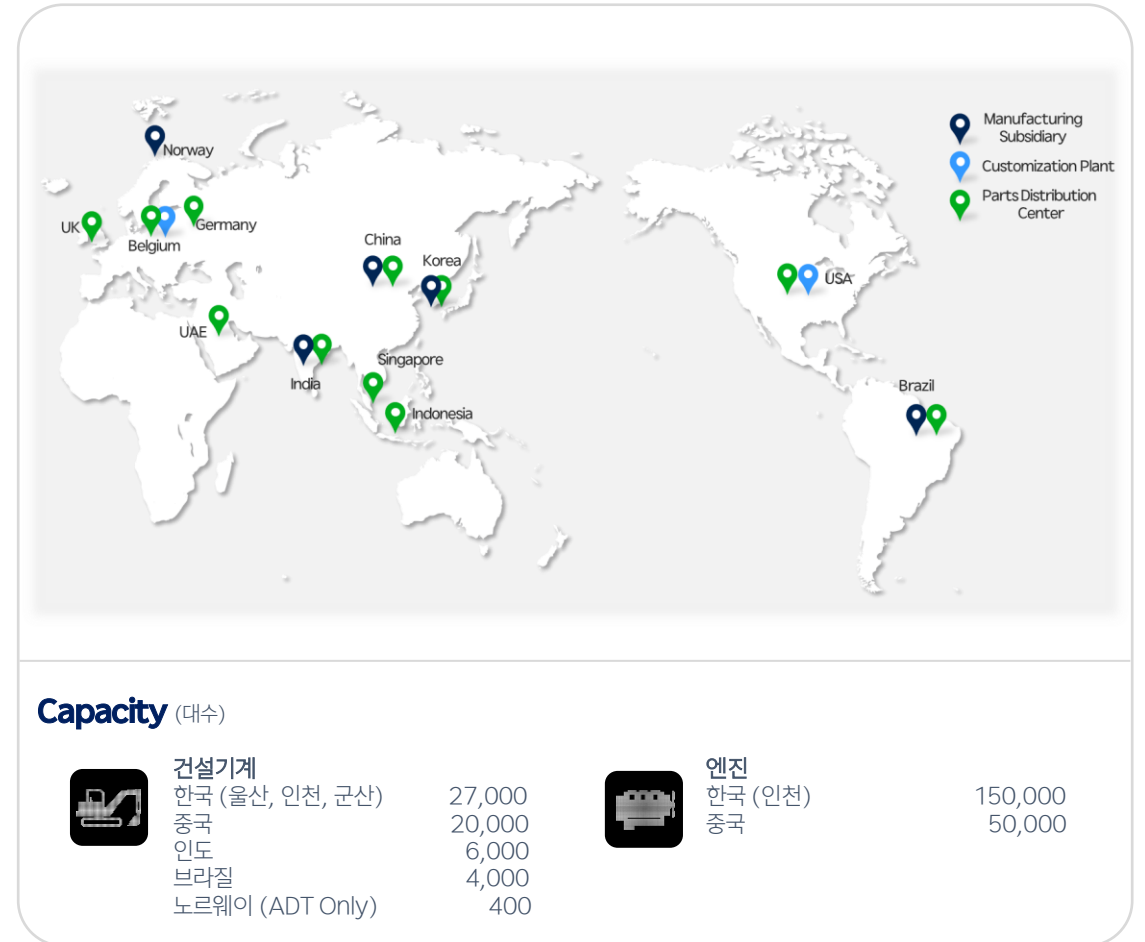 Manufacturing
Subsidiary
Customization Plant
Parts Distribution
Center
Norway
UK
Germany
Belgium
China
Korea
USA
UAE
India
Singapore
Indonesia
Brazil
Capacity (대수)
건설기계
한국 (울산, 인천, 군산) 27,000
중국 20,000
인도 6,000
브라질 4,000
노르웨이 (ADT Only) 400
엔진
한국 (인천) 150,000
중국 50,000